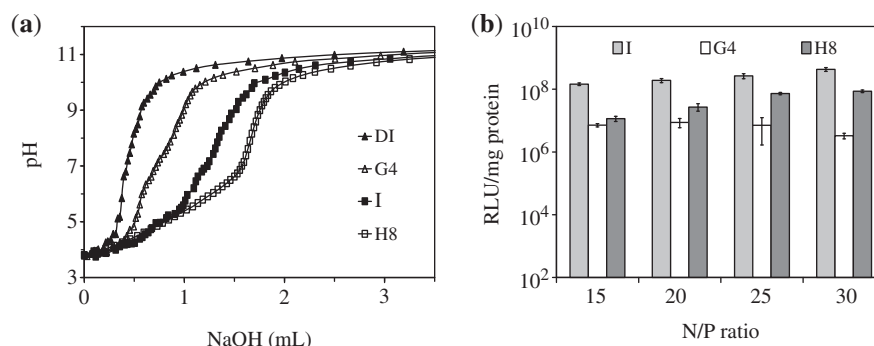 (a)
11
9
7
5
3
pH
0
1
2
3
NaOH (mL)
DI
G4
I
H8
(b)
10^10
10^8
10^6
10^4
10^2
RLU/mg protein
I
G4
H8
15
20
25
30
N/P ratio